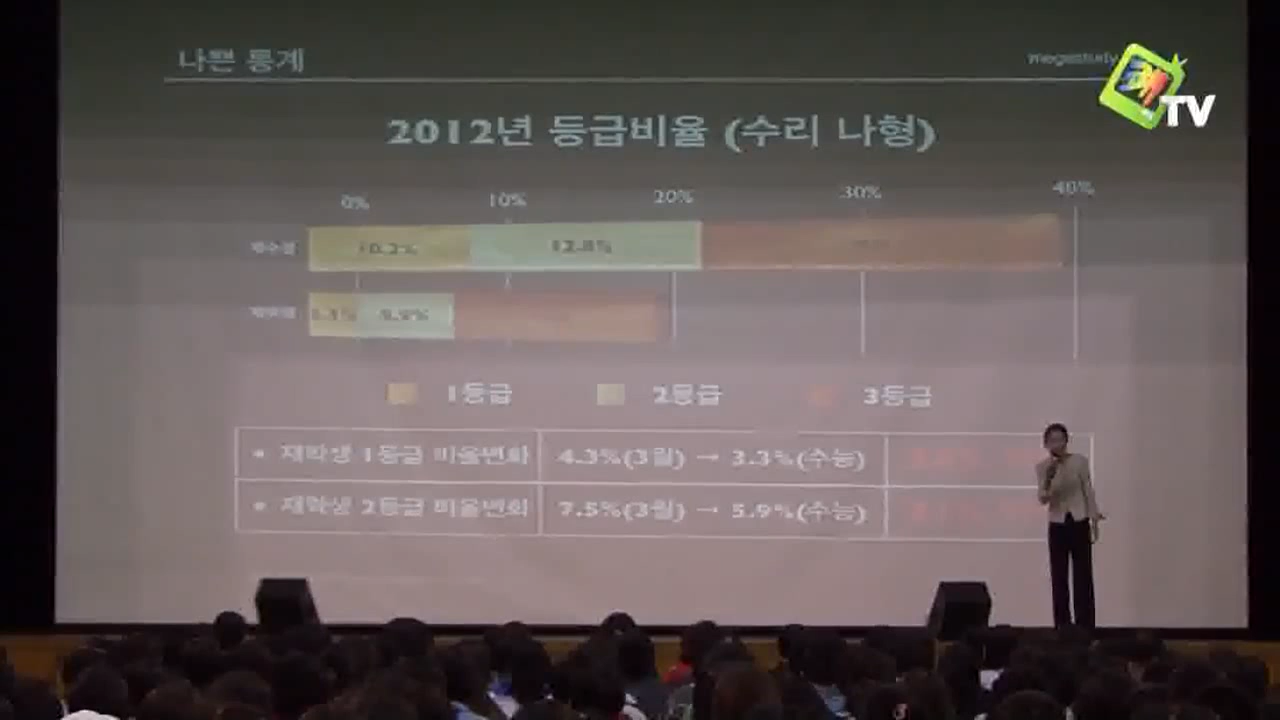 나쁜 통계
megastudy
TV
2012년 등급비율 (수리 나형)
0% 10% 20% 30% 40%
10.2% 12.8%
5.9%
1등급 2등급 3등급
• 재학생 1등급 비율변화 4.3%(3월) → 3.3%(수능)
• 재학생 2등급 비율변화 7.5%(3월) → 5.9%(수능)